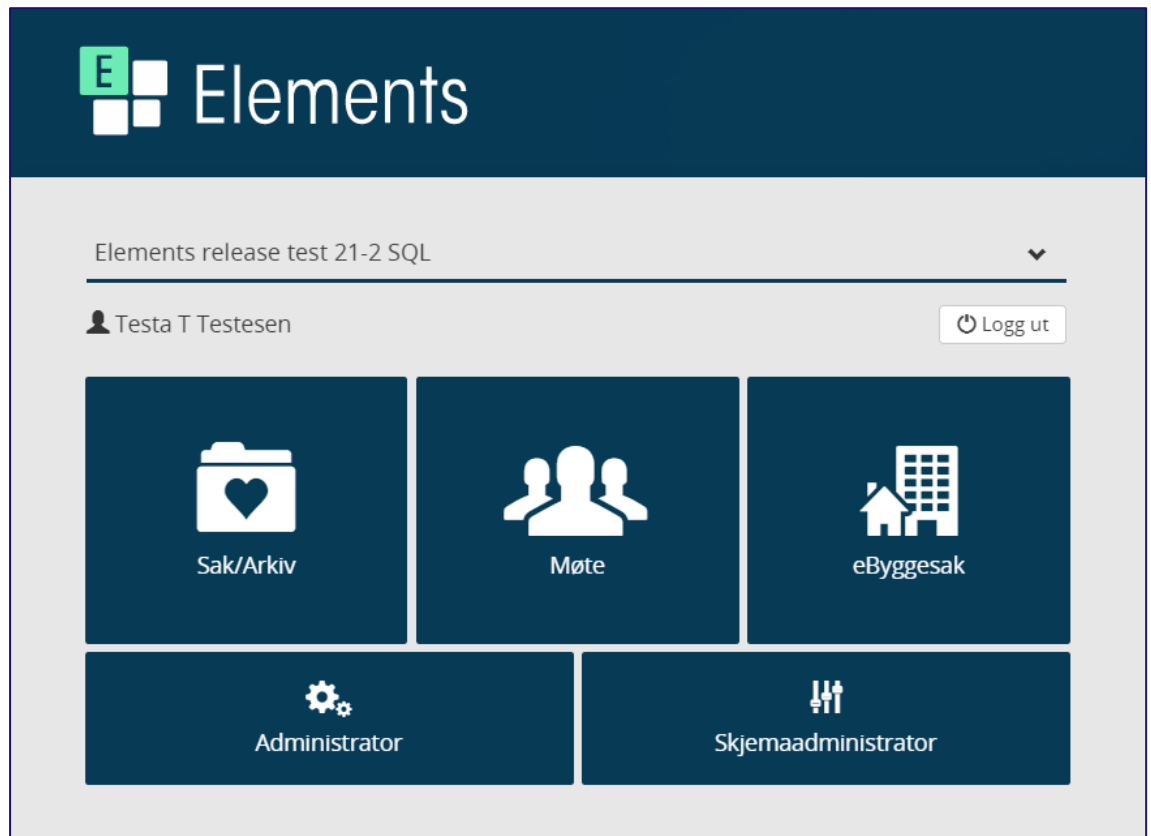 E Elements
Elements release test 21-2 SQL
Testa T Testesen
Logg ut
Sak/Arkiv
Møte
eByggesak
Administrator
Skjemaadministrator